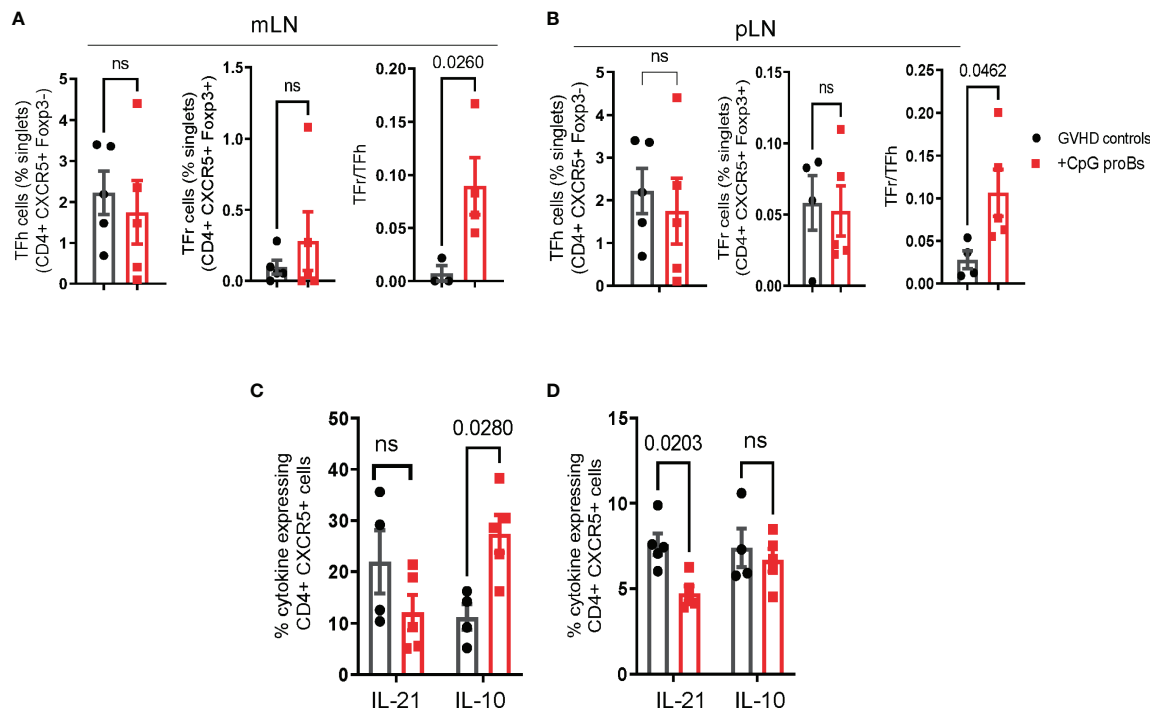 A
mLN
TFh cells (% singlets)
(CD4+ CXCR5+ Foxp3-)
5
4
3
2
1
0
ns
TFr cells (% singlets)
(CD4+ CXCR5+ Foxp3+)
1.5
1.0
0.5
0.0
ns
TFr/TFh
0.20
0.15
0.10
0.05
0.00
0.0260
B
pLN
TFh cells (% singlets)
(CD4+ CXCR5+ Foxp3-)
5
4
3
2
1
0
ns
TFr cells (% singlets)
(CD4+ CXCR5+ Foxp3+)
0.15
0.10
0.05
0.00
ns
TFr/TFh
0.25
0.20
0.15
0.10
0.05
0.00
0.0462
GVHD controls
+CpG proBs
C
% cytokine expressing
CD4+ CXCR5+ cells
50
40
30
20
10
0
ns
0.0280
IL-21
IL-10
D
% cytokine expressing
CD4+ CXCR5+ cells
15
10
5
0
0.0203
ns
IL-21
IL-10